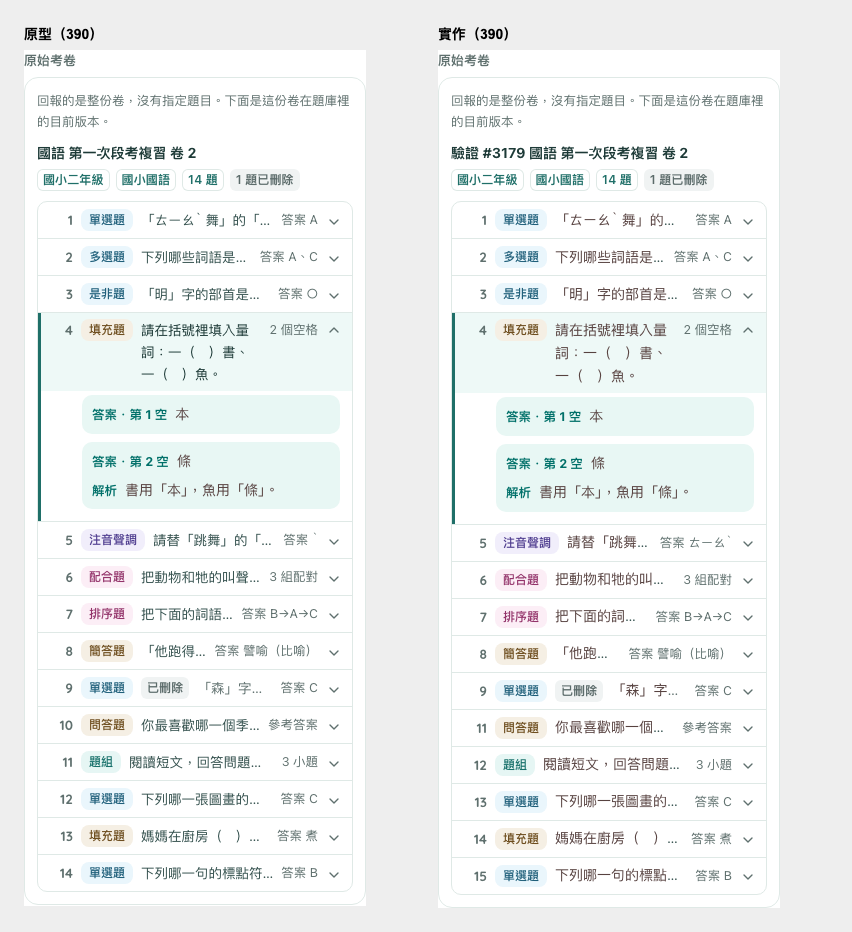 原型（390）
原始考卷
回報的是整份卷，沒有指定題目。下面是這份卷在題庫裡
的目前版本。
國語 第一次段考複習 卷 2
國小二年級 國小國語 14 題 1 題已刪除
1 單選題 「ㄊㄧㄠˋ舞」的「... 答案 A
2 多選題 下列哪些詞語是... 答案 A、C
3 是非題 「明」字的部首是... 答案 ○
4 填充題 請在括號裡填入量 2 個空格
詞：一（　）書、
一（　）魚。
答案 · 第 1 空 本
答案 · 第 2 空 條
解析 書用「本」，魚用「條」。
5 注音聲調 請替「跳舞」的「... 答案 ˋ
6 配合題 把動物和牠的叫聲... 3 組配對
7 排序題 把下面的詞語... 答案 B→A→C
8 簡答題 「他跑得... 答案 譬喻（比喻）
9 單選題 已刪除 「森」字... 答案 C
10 問答題 你最喜歡哪一個季... 參考答案
11 題組 閱讀短文，回答問題... 3 小題
12 單選題 下列哪一張圖畫的... 答案 C
13 填充題 媽媽在廚房（　）... 答案 煮
14 單選題 下列哪一句的標點符... 答案 B
實作（390）
原始考卷
回報的是整份卷，沒有指定題目。下面是這份卷在題庫裡
的目前版本。
驗證 #3179 國語 第一次段考複習 卷 2
國小二年級 國小國語 14 題 1 題已刪除
1 單選題 「ㄊㄧㄠˋ舞」的... 答案 A
2 多選題 下列哪些詞語是... 答案 A、C
3 是非題 「明」字的部首是... 答案 ○
4 填充題 請在括號裡填入量 2 個空格
詞：一（　）書、
一（　）魚。
答案 · 第 1 空 本
答案 · 第 2 空 條
解析 書用「本」，魚用「條」。
5 注音聲調 請替「跳舞... 答案 ㄊㄧㄠˋ
6 配合題 把動物和牠的叫... 3 組配對
7 排序題 把下面的詞... 答案 B→A→C
8 簡答題 「他跑... 答案 譬喻（比喻）
9 單選題 已刪除 「森」字... 答案 C
11 問答題 你最喜歡哪一個... 參考答案
12 題組 閱讀短文，回答問題... 3 小題
13 單選題 下列哪一張圖畫的... 答案 C
14 填充題 媽媽在廚房（　）... 答案 煮
15 單選題 下列哪一句的標點... 答案 B